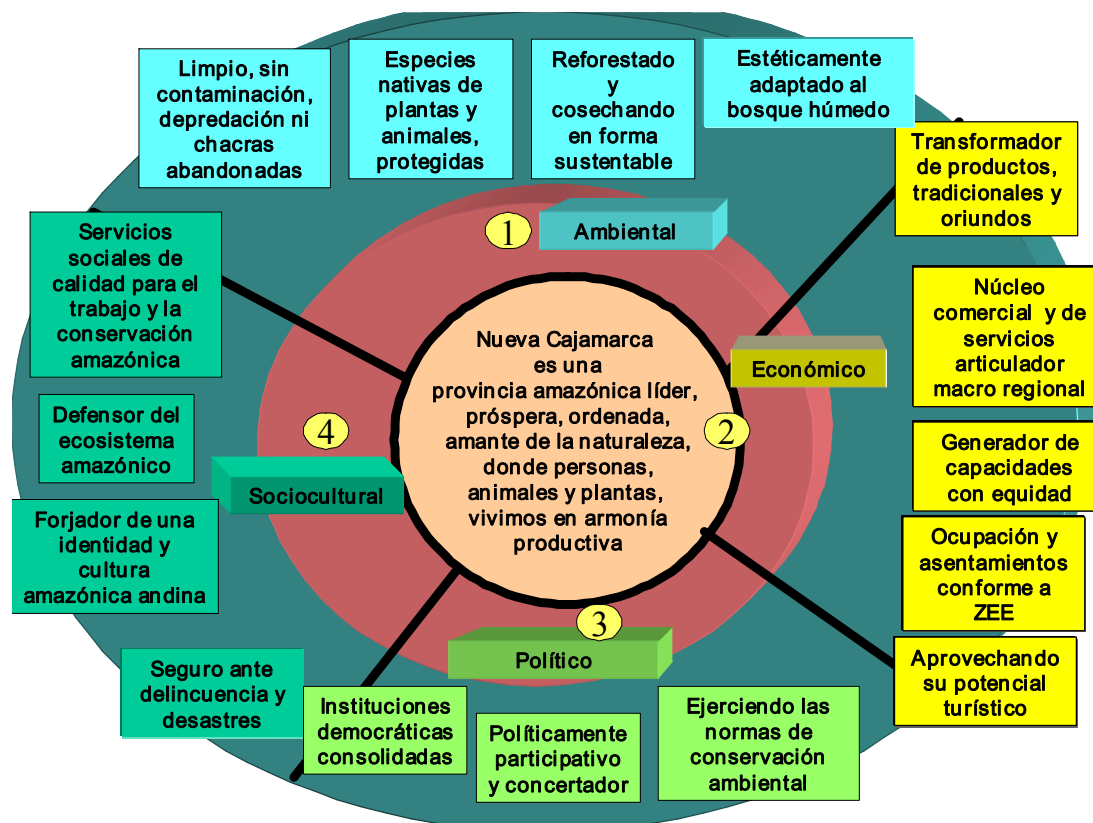 Limpio, sin
contaminación,
depredación ni
chacras
abandonadas
Especies
nativas de
plantas y
animales,
protegidas
Reforestado
y
cosechando
en forma
sustentable
Estéticamente
adaptado al
bosque húmedo
Transformador
de productos,
tradicionales y
oriundos
Servicios
sociales de
calidad para el
trabajo y la
conservación
amazónica
1
Ambiental
Núcleo
comercial y de
servicios
articulador
macro regional
Nueva Cajamarca
es una
provincia amazónica líder,
próspera, ordenada,
amante de la naturaleza,
donde personas,
animales y plantas,
vivimos en armonía
productiva
Económico
2
Defensor del
ecosistema
amazónico
4
Sociocultural
Generador de
capacidades
con equidad
Forjador de una
identidad y
cultura
amazónica andina
Ocupación y
asentamientos
conforme a
ZEE
3
Político
Aprovechando
su potencial
turístico
Seguro ante
delincuencia y
desastres
Instituciones
democráticas
consolidadas
Políticamente
participativo
y concertador
Ejerciendo las
normas de
conservación
ambiental